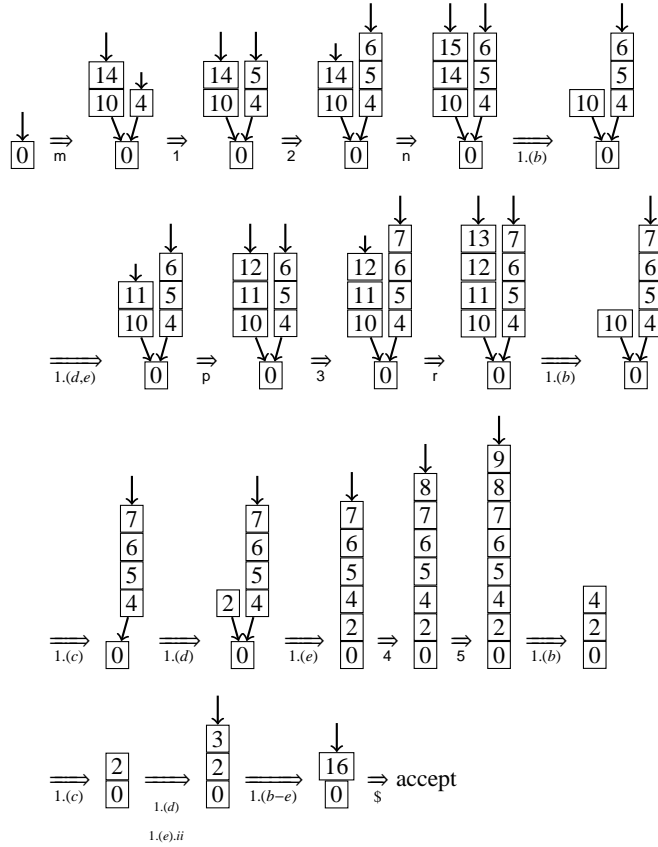 14
15 6
14 5 14 5 14 5
10 4 10 4 10 4 10 4 10 4
0 ⇒ 0 ⇒ 0 ⇒ 0 ⇒ 0 ⟹ 0
m 1 2 n 1.(b)
7 13 7 7
6 12 6 12 6 12 6 6
11 5 11 5 11 5 11 5 5
10 4 10 4 10 4 10 4 10 4
⟹ 0 ⇒ 0 ⇒ 0 ⇒ 0 ⟹ 0
1.(d,e) p 3 r 1.(b)
9
8 8
7 7 7 7 7
6 6 6 6 6
5 5 5 5 5
4 2 4 4 4 4 4
2 2 2 2
⟹ 0 ⟹ 0 ⟹ 0 ⇒ 0 ⇒ 0 ⟹ 0
1.(c) 1.(d) 1.(e) 4 5 1.(b)
3
2 2 16
⟹ 0 ⟹ 0 ⟹ 0 ⇒ accept
1.(c) 1.(d) 1.(b−e) $
1.(e).ii